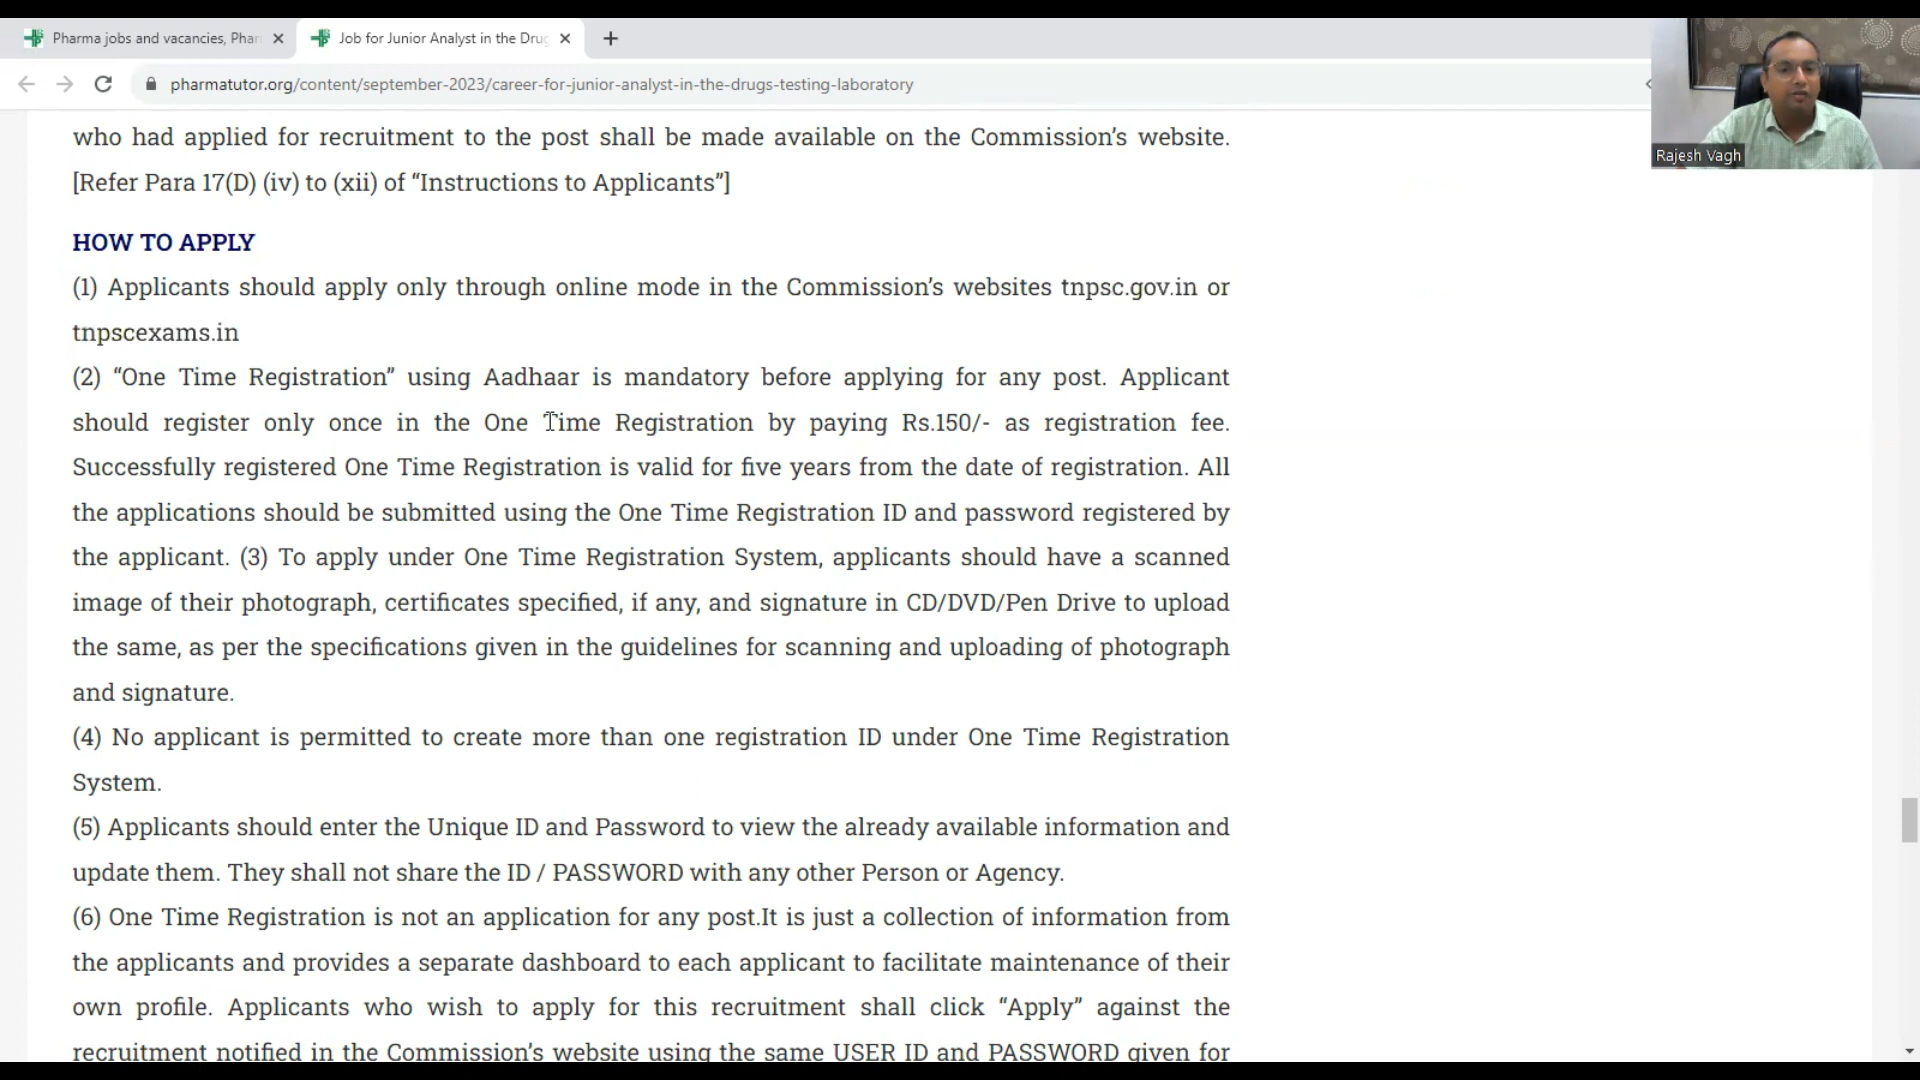 Pharma jobs and vacancies, Phar
Job for Junior Analyst in the Drug
pharmatutor.org/content/september-2023/career-for-junior-analyst-in-the-drugs-testing-laboratory
Rajesh Vagh
who had applied for recruitment to the post shall be made available on the Commission’s website.
[Refer Para 17(D) (iv) to (xii) of “Instructions to Applicants”]
HOW TO APPLY
(1) Applicants should apply only through online mode in the Commission’s websites tnpsc.gov.in or
tnpscexams.in
(2) “One Time Registration” using Aadhaar is mandatory before applying for any post. Applicant
should register only once in the One Time Registration by paying Rs.150/- as registration fee.
Successfully registered One Time Registration is valid for five years from the date of registration. All
the applications should be submitted using the One Time Registration ID and password registered by
the applicant. (3) To apply under One Time Registration System, applicants should have a scanned
image of their photograph, certificates specified, if any, and signature in CD/DVD/Pen Drive to upload
the same, as per the specifications given in the guidelines for scanning and uploading of photograph
and signature.
(4) No applicant is permitted to create more than one registration ID under One Time Registration
System.
(5) Applicants should enter the Unique ID and Password to view the already available information and
update them. They shall not share the ID / PASSWORD with any other Person or Agency.
(6) One Time Registration is not an application for any post.It is just a collection of information from
the applicants and provides a separate dashboard to each applicant to facilitate maintenance of their
own profile. Applicants who wish to apply for this recruitment shall click “Apply” against the
recruitment notified in the Commission’s website using the same USER ID and PASSWORD given for